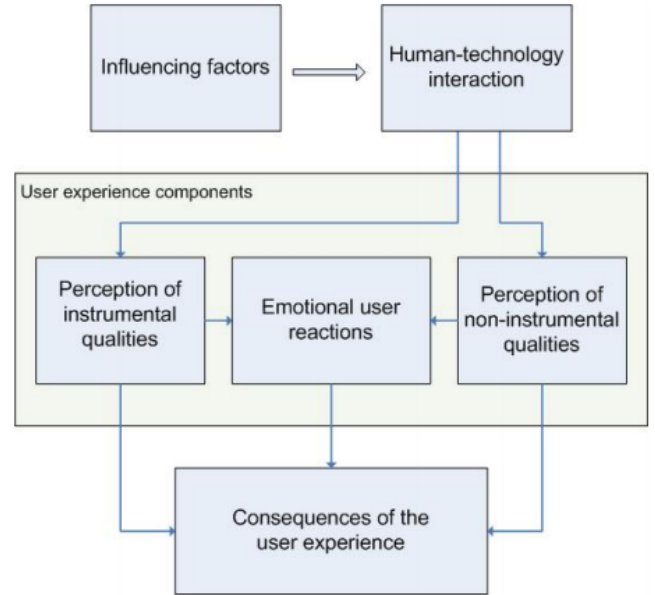 Influencing factors
Human-technology
interaction
User experience components
Perception of
instrumental
qualities
Emotional user
reactions
Perception of
non-instrumental
qualities
Consequences of the
user experience